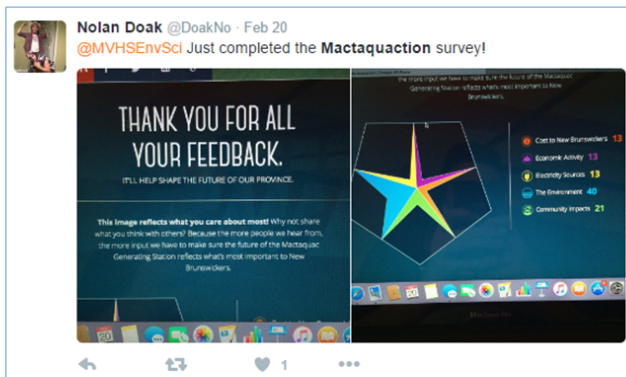 Nolan Doak @DoakNo · Feb 20
@MVHSEnvSci Just completed the Mactaquaction survey!
THANK YOU FOR ALL
YOUR FEEDBACK.
IT'LL HELP SHAPE THE FUTURE OF OUR PROVINCE.
This image reflects what you care about most! Why not share
what you think with others? Because the more people we hear from,
the more input we have to make sure the future of the Mactaquac
Generating Station reflects what's most important to New
Brunswickers.
20
the more input we have to make sure the future of the Mactaquac
Generating Station reflects what's most important to New
Brunswickers.
Cost to New Brunswickers 13
Economic Activity 13
Electricity Sources 13
The Environment 40
Community Impacts 21
20
1